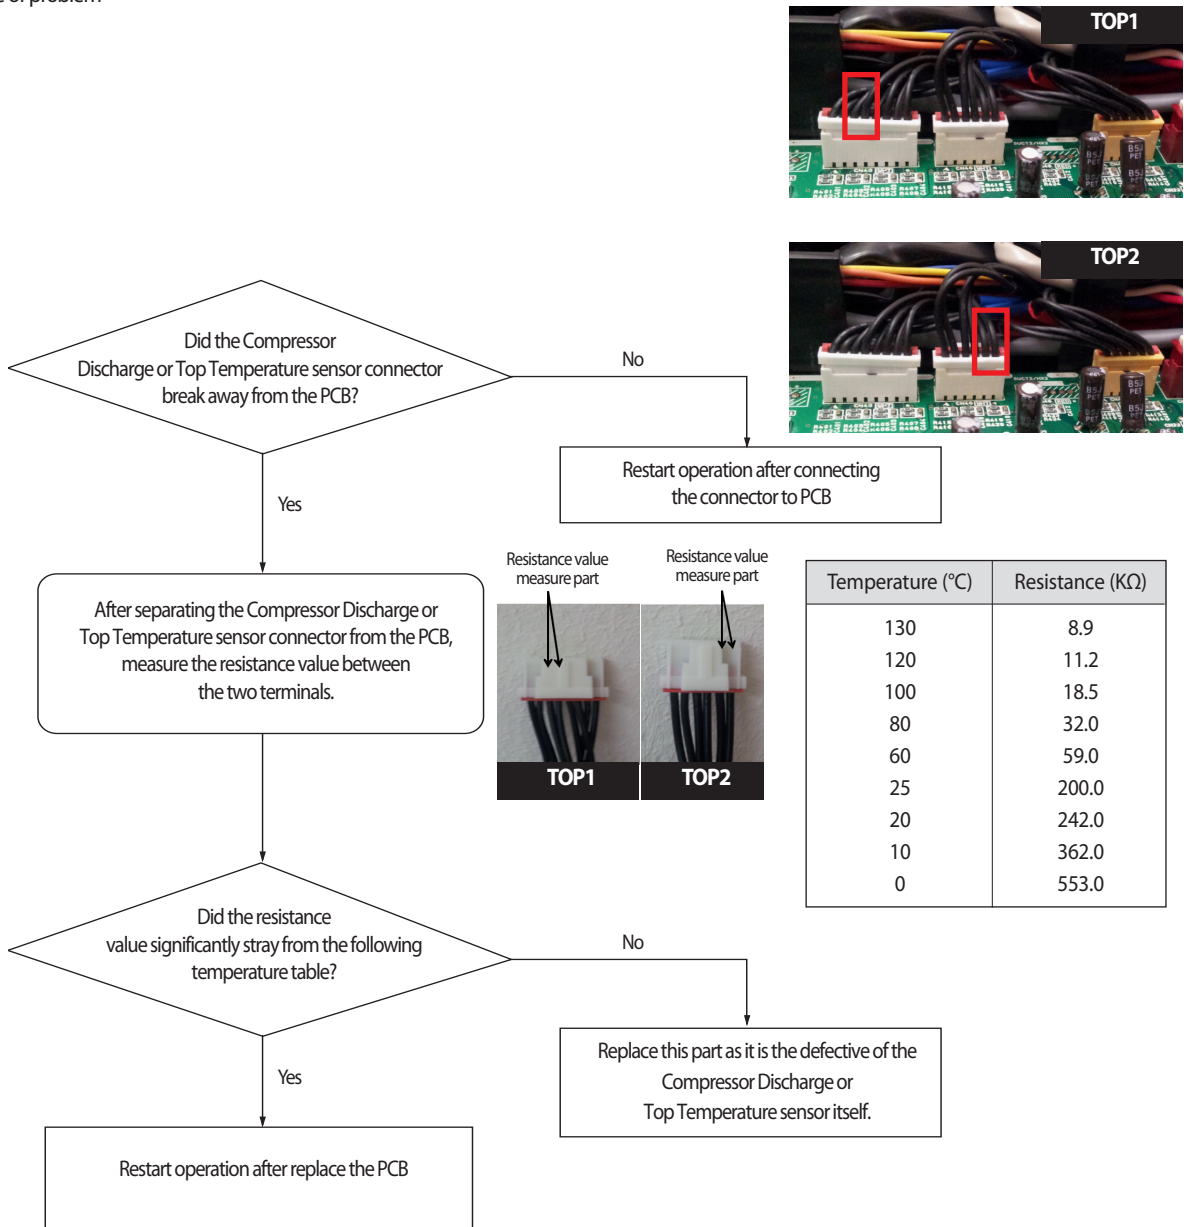 of problem
TOP1
TOP2
Did the Compressor
Discharge or Top Temperature sensor connector
break away from the PCB?
No
Restart operation after connecting
the connector to PCB
Yes
After separating the Compressor Discharge or
Top Temperature sensor connector from the PCB,
measure the resistance value between
the two terminals.
Resistance value
measure part
Resistance value
measure part
TOP1
TOP2
Temperature (°C) Resistance (KΩ)
130 8.9
120 11.2
100 18.5
80 32.0
60 59.0
25 200.0
20 242.0
10 362.0
0 553.0
Did the resistance
value significantly stray from the following
temperature table?
No
Replace this part as it is the defective of the
Compressor Discharge or
Top Temperature sensor itself.
Yes
Restart operation after replace the PCB